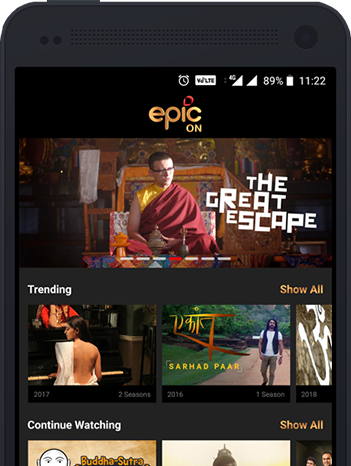 VoLTE 4G 89% 11:22
epic
ON
THE
GREAT
ESCAPE
Trending Show All
एकांत
SARHAD PAAR
2017 2 Seasons 2016 1 Season 2018
Continue Watching Show All
Buddha-Sutra